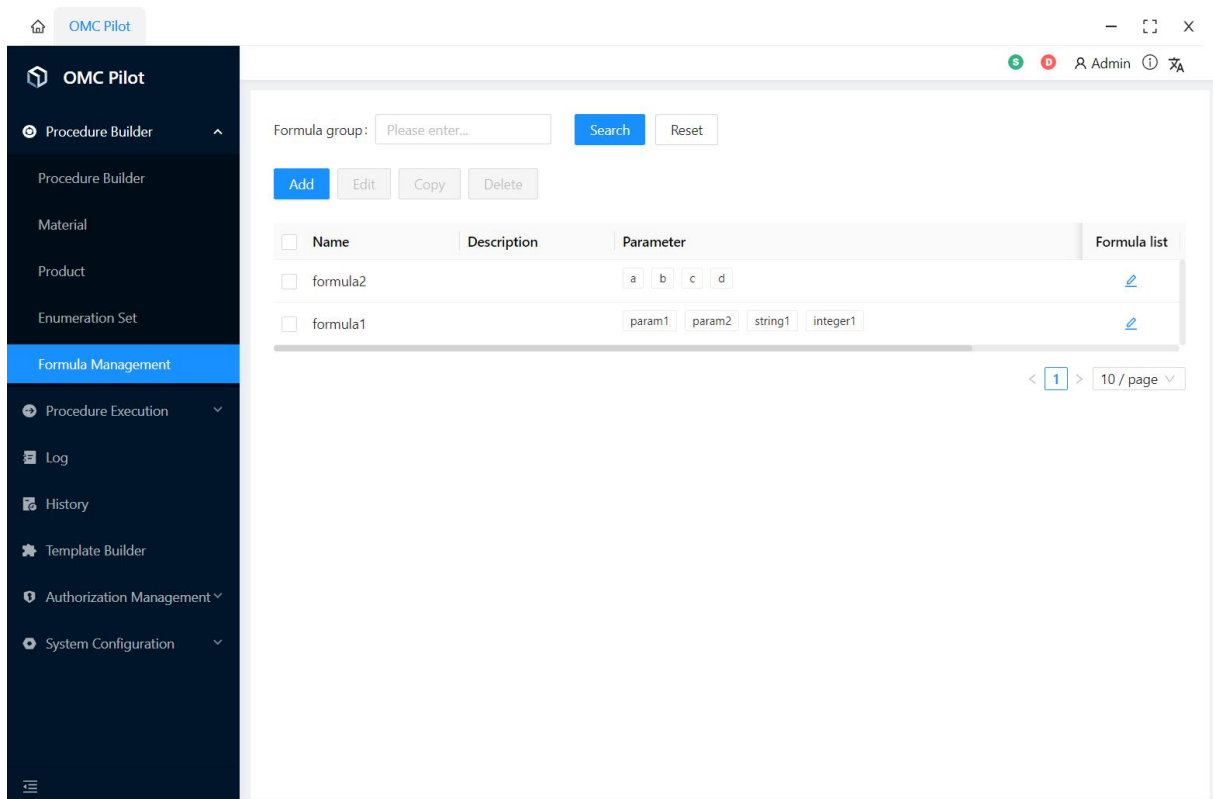 OMC Pilot
OMC Pilot
S D Admin
Procedure Builder
Procedure Builder
Material
Product
Enumeration Set
Formula Management
Procedure Execution
Log
History
Template Builder
Authorization Management
System Configuration
Formula group: Please enter... Search Reset
Add Edit Copy Delete
Name Description Parameter Formula list
formula2 a b c d
formula1 param1 param2 string1 integer1
< 1 > 10 / page